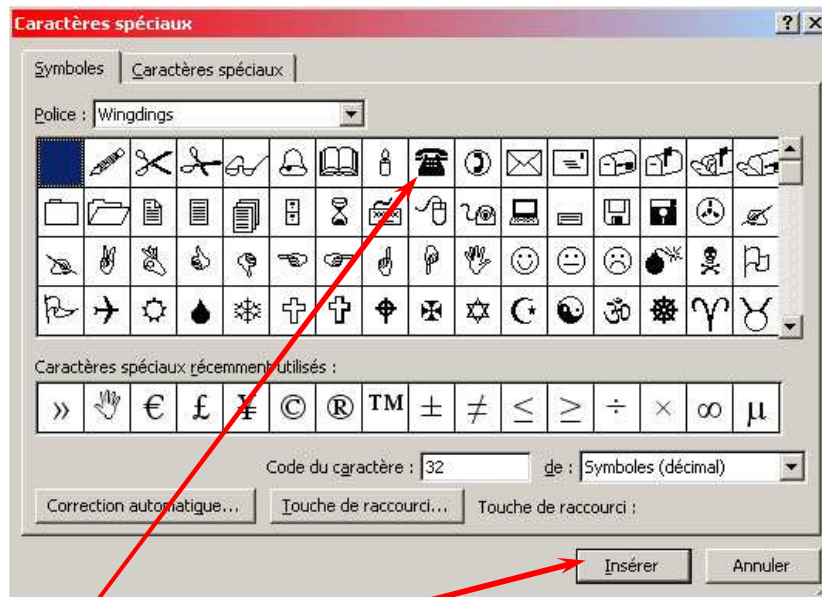 Caractères spéciaux
Symboles Caractères spéciaux
Police : Wingdings
Caractères spéciaux récemment utilisés :
» € £ ¥ © ® ™ ± ≠ ≤ ≥ ÷ × ∞ µ
Code du caractère : 32 de : Symboles (décimal)
Correction automatique... Touche de raccourci... Touche de raccourci :
Insérer Annuler